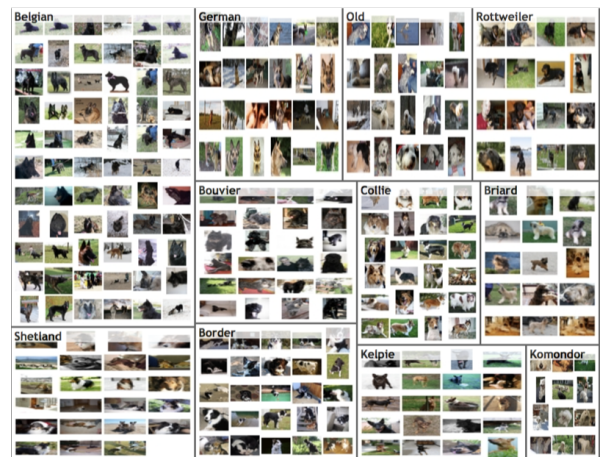 Belgian
German
Old
Rottweiler
Bouvier
Collie
Briard
Shetland
Border
Kelpie
Komondor